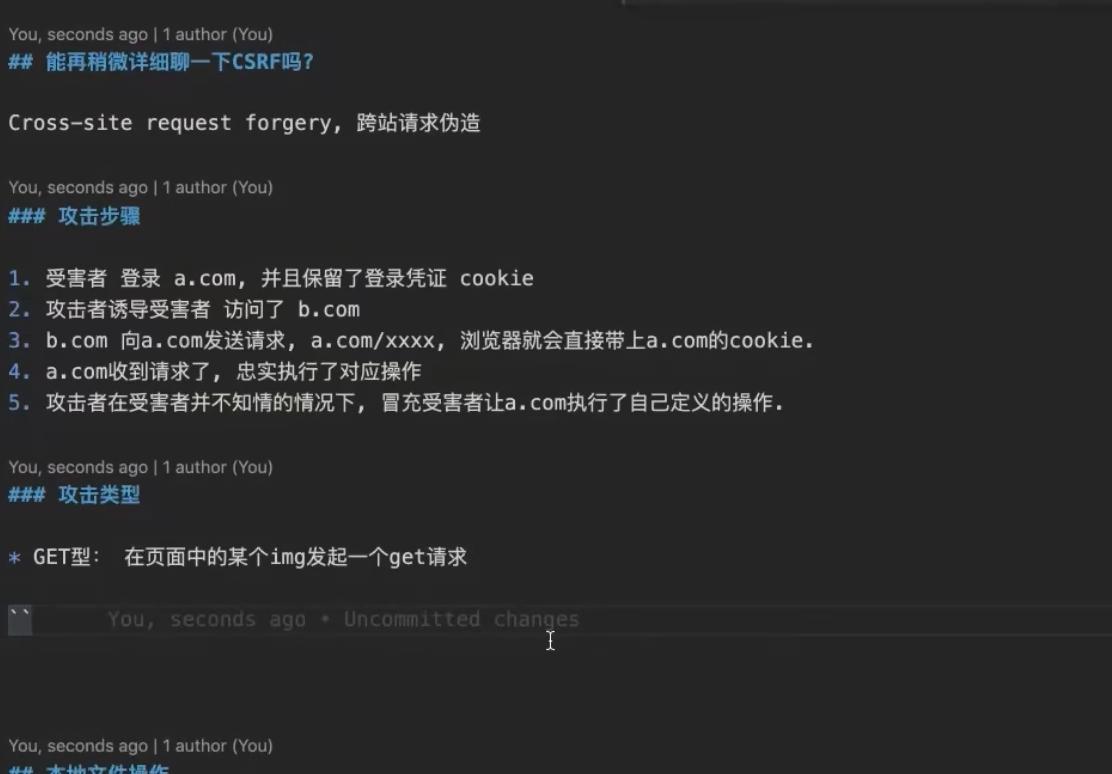 You, seconds ago | 1 author (You)
## 能再稍微详细聊一下CSRF吗?
Cross-site request forgery, 跨站请求伪造
You, seconds ago | 1 author (You)
### 攻击步骤
1. 受害者 登录 a.com, 并且保留了登录凭证 cookie
2. 攻击者诱导受害者 访问了 b.com
3. b.com 向a.com发送请求, a.com/xxxx, 浏览器就会直接带上a.com的cookie.
4. a.com收到请求了, 忠实执行了对应操作
5. 攻击者在受害者并不知情的情况下, 冒充受害者让a.com执行了自己定义的操作.
You, seconds ago | 1 author (You)
### 攻击类型
* GET型： 在页面中的某个img发起一个get请求
`` You, seconds ago • Uncommitted changes
You, seconds ago | 1 author (You)
## 本地文件操作